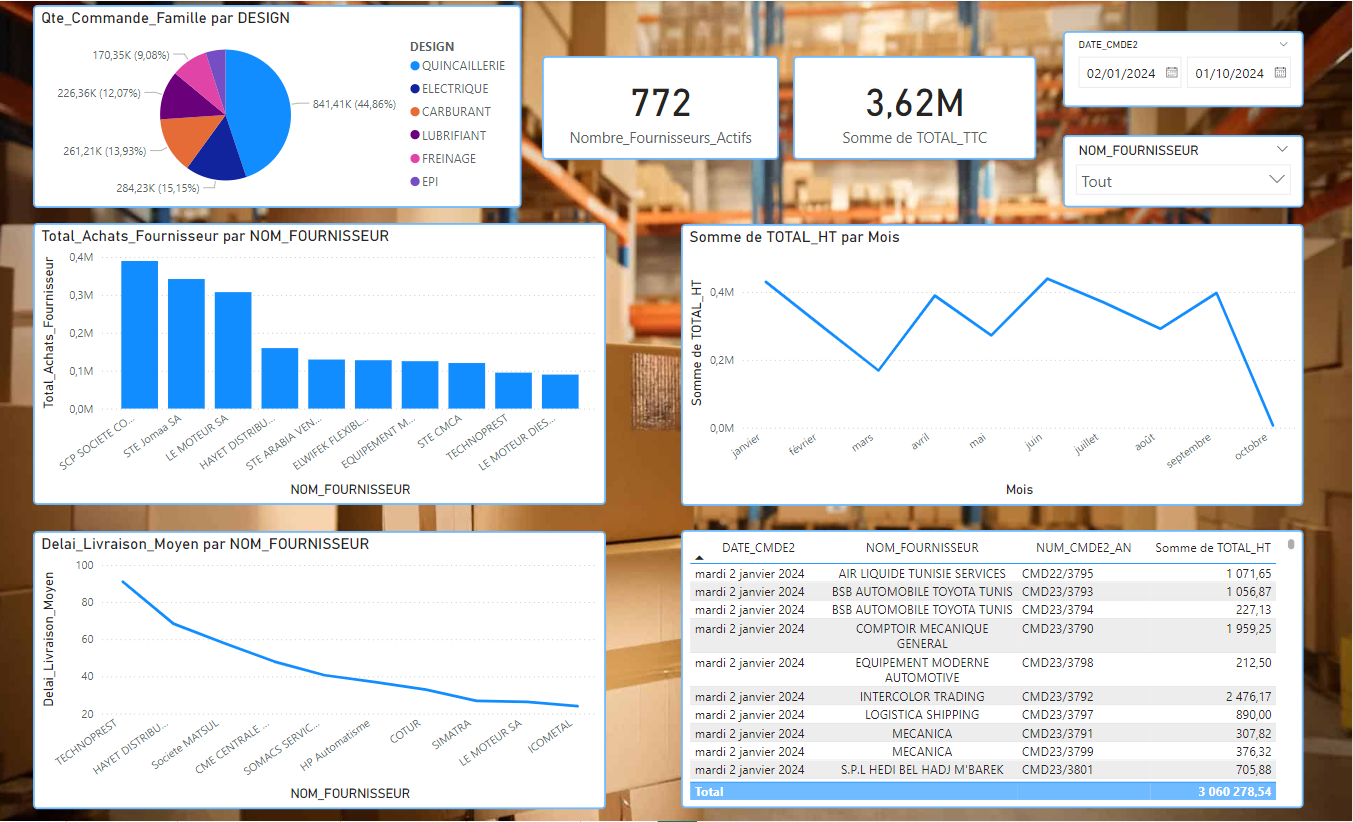 Qte_Commande_Famille par DESIGN
170,35K (9,08%)
226,36K (12,07%)
261,21K (13,93%)
284,23K (15,15%)
841,41K (44,86%)
DESIGN
QUINCAILLERIE
ELECTRIQUE
CARBURANT
LUBRIFIANT
FREINAGE
EPI
772
Nombre_Fournisseurs_Actifs
3,62M
Somme de TOTAL_TTC
DATE_CMDE2
02/01/2024 01/10/2024
NOM_FOURNISSEUR
Tout
Total_Achats_Fournisseur par NOM_FOURNISSEUR
Total_Achats_Fournisseur
0,4M
0,3M
0,2M
0,1M
0,0M
SCP SOCIETE CO...
STE Jomaa SA
LE MOTEUR SA
HAYET DISTRIBU...
STE ARABIA VEN...
ELWIFEK FLEXIBL...
EQUIPEMENT M...
STE CMCA
TECHNOPREST
LE MOTEUR DIES...
NOM_FOURNISSEUR
Somme de TOTAL_HT par Mois
Somme de TOTAL_HT
0,4M
0,2M
0,0M
janvier
février
mars
avril
mai
juin
juillet
août
septembre
octobre
Mois
Delai_Livraison_Moyen par NOM_FOURNISSEUR
Delai_Livraison_Moyen
100
80
60
40
20
TECHNOPREST
HAYET DISTRIBU...
Societe MATSUL
CME CENTRALE ...
SOMACS SERVIC...
HP Automatisme
COTUR
SIMATRA
LE MOTEUR SA
ICOMETAL
NOM_FOURNISSEUR
DATE_CMDE2 NOM_FOURNISSEUR NUM_CMDE2_AN Somme de TOTAL_HT
mardi 2 janvier 2024 AIR LIQUIDE TUNISIE SERVICES CMD22/3795 1 071,65
mardi 2 janvier 2024 BSB AUTOMOBILE TOYOTA TUNIS CMD23/3793 1 056,87
mardi 2 janvier 2024 BSB AUTOMOBILE TOYOTA TUNIS CMD23/3794 227,13
mardi 2 janvier 2024 COMPTOIR MECANIQUE CMD23/3790 1 959,25
GENERAL
mardi 2 janvier 2024 EQUIPEMENT MODERNE CMD23/3798 212,50
AUTOMOTIVE
mardi 2 janvier 2024 INTERCOLOR TRADING CMD23/3792 2 476,17
mardi 2 janvier 2024 LOGISTICA SHIPPING CMD23/3797 890,00
mardi 2 janvier 2024 MECANICA CMD23/3791 307,82
mardi 2 janvier 2024 MECANICA CMD23/3799 376,32
mardi 2 janvier 2024 S.P.L HEDI BEL HADJ M'BAREK CMD23/3801 705,88
Total 3 060 278,54